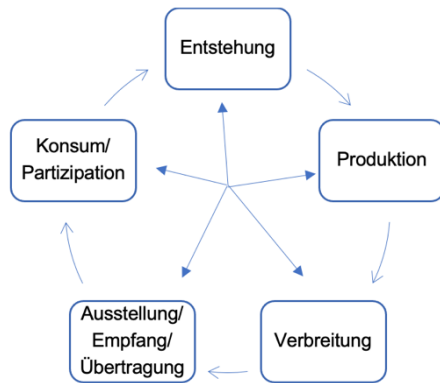 Entstehung
Konsum/
Partizipation
Produktion
Ausstellung/
Empfang/
Übertragung
Verbreitung